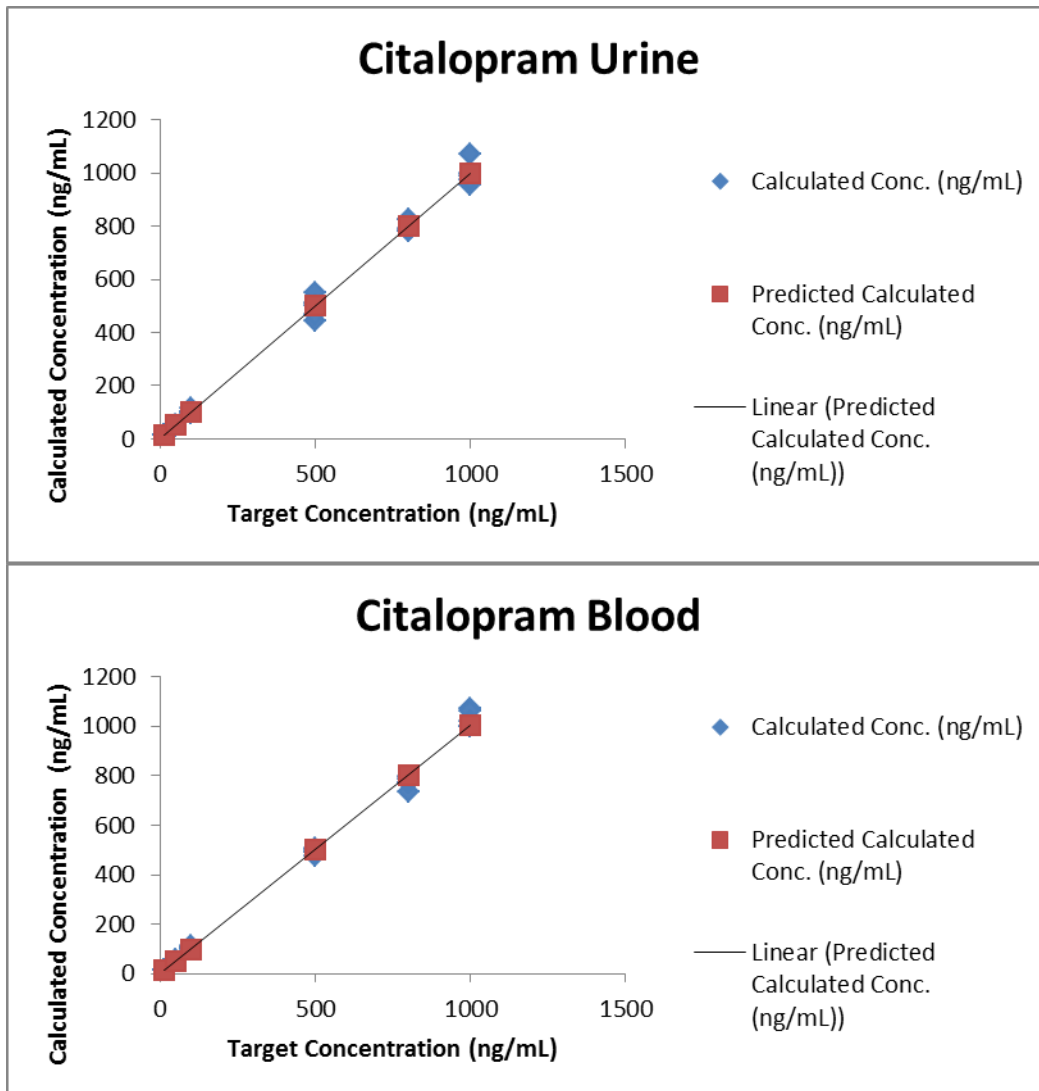 Citalopram Urine
Calculated Concentration (ng/mL)
1200
1000
800
600
400
200
0
0 500 1000 1500
Target Concentration (ng/mL)
Calculated Conc. (ng/mL)
Predicted Calculated
Conc. (ng/mL)
Linear (Predicted
Calculated Conc.
(ng/mL))
Citalopram Blood
Calculated Concentration (ng/mL)
1200
1000
800
600
400
200
0
0 500 1000 1500
Target Concentration (ng/mL)
Calculated Conc. (ng/mL)
Predicted Calculated
Conc. (ng/mL)
Linear (Predicted
Calculated Conc.
(ng/mL))